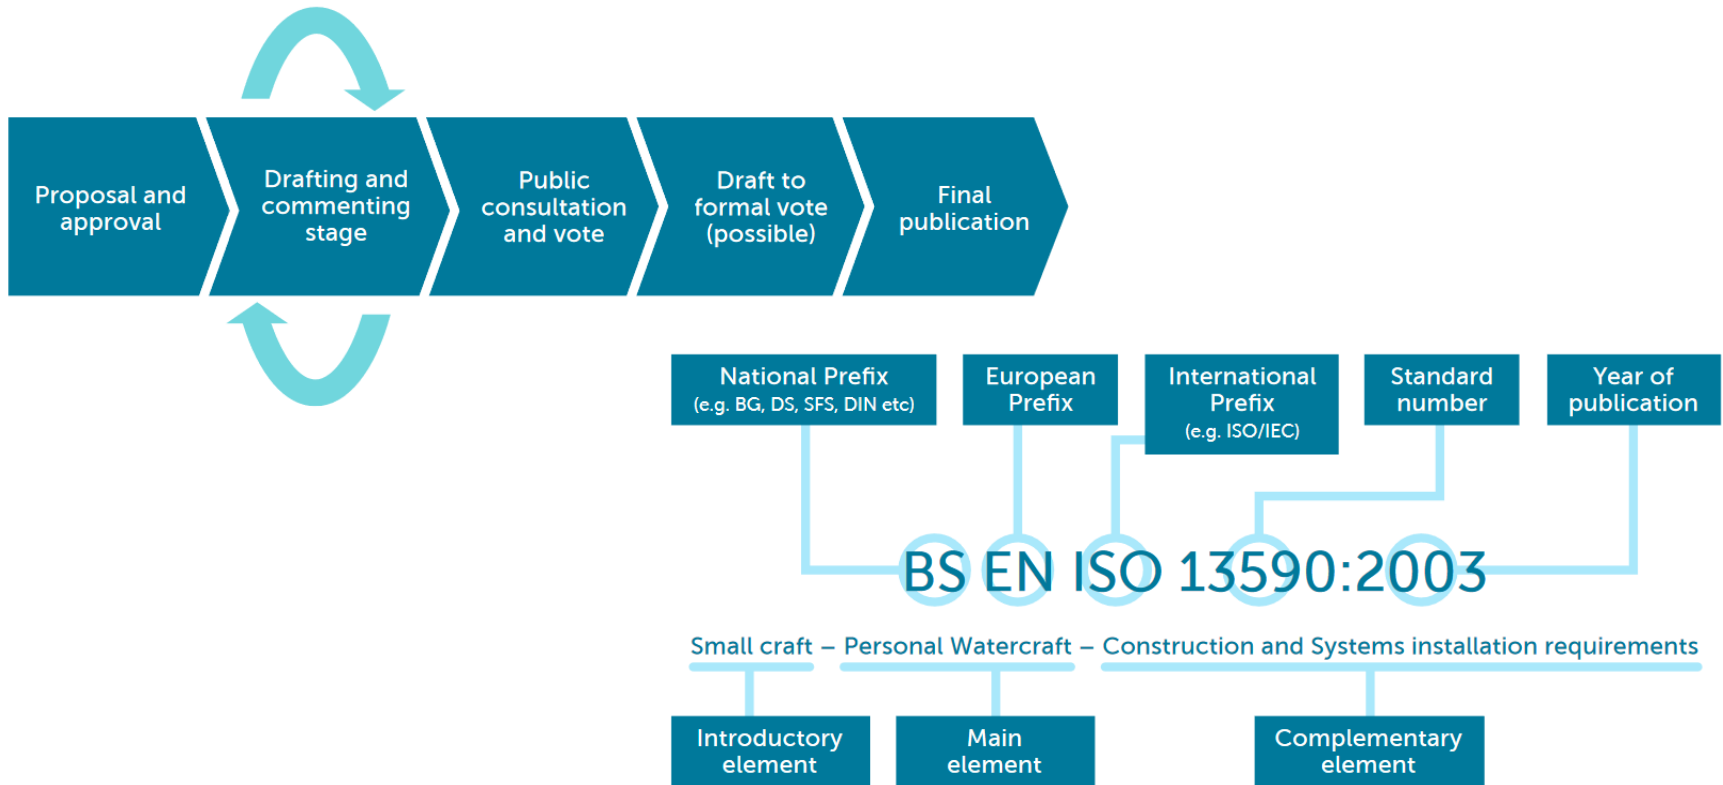 Proposal and
approval
Drafting and
commenting
stage
Public
consultation
and vote
Draft to
formal vote
(possible)
Final
publication
National Prefix
(e.g. BG, DS, SFS, DIN etc)
European
Prefix
International
Prefix
(e.g. ISO/IEC)
Standard
number
Year of
publication
BS EN ISO 13590:2003
Small craft – Personal Watercraft – Construction and Systems installation requirements
Introductory
element
Main
element
Complementary
element